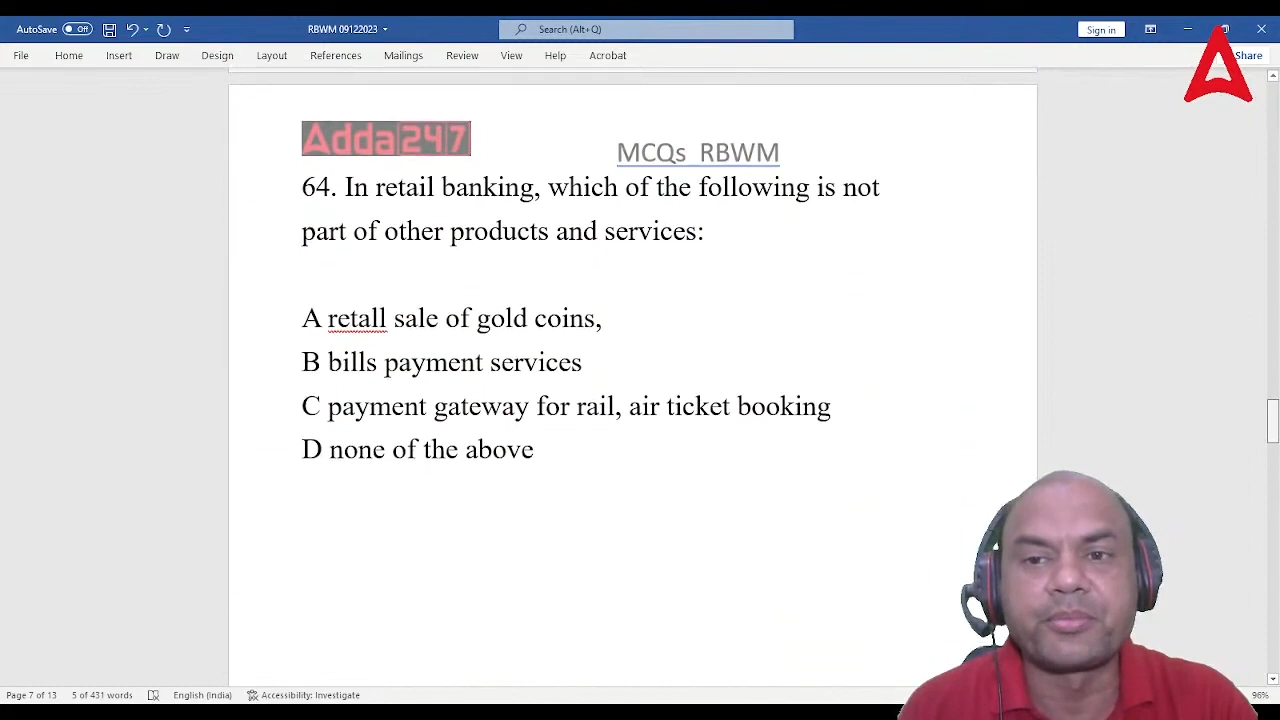 AutoSave Off RBWM 09122023 Search (Alt+Q) Sign in
File Home Insert Draw Design Layout References Mailings Review View Help Acrobat Share
Adda247
MCQs RBWM
64. In retail banking, which of the following is not
part of other products and services:
A retall sale of gold coins,
B bills payment services
C payment gateway for rail, air ticket booking
D none of the above
Page 7 of 13 5 of 431 words English (India) Accessibility: Investigate 96%